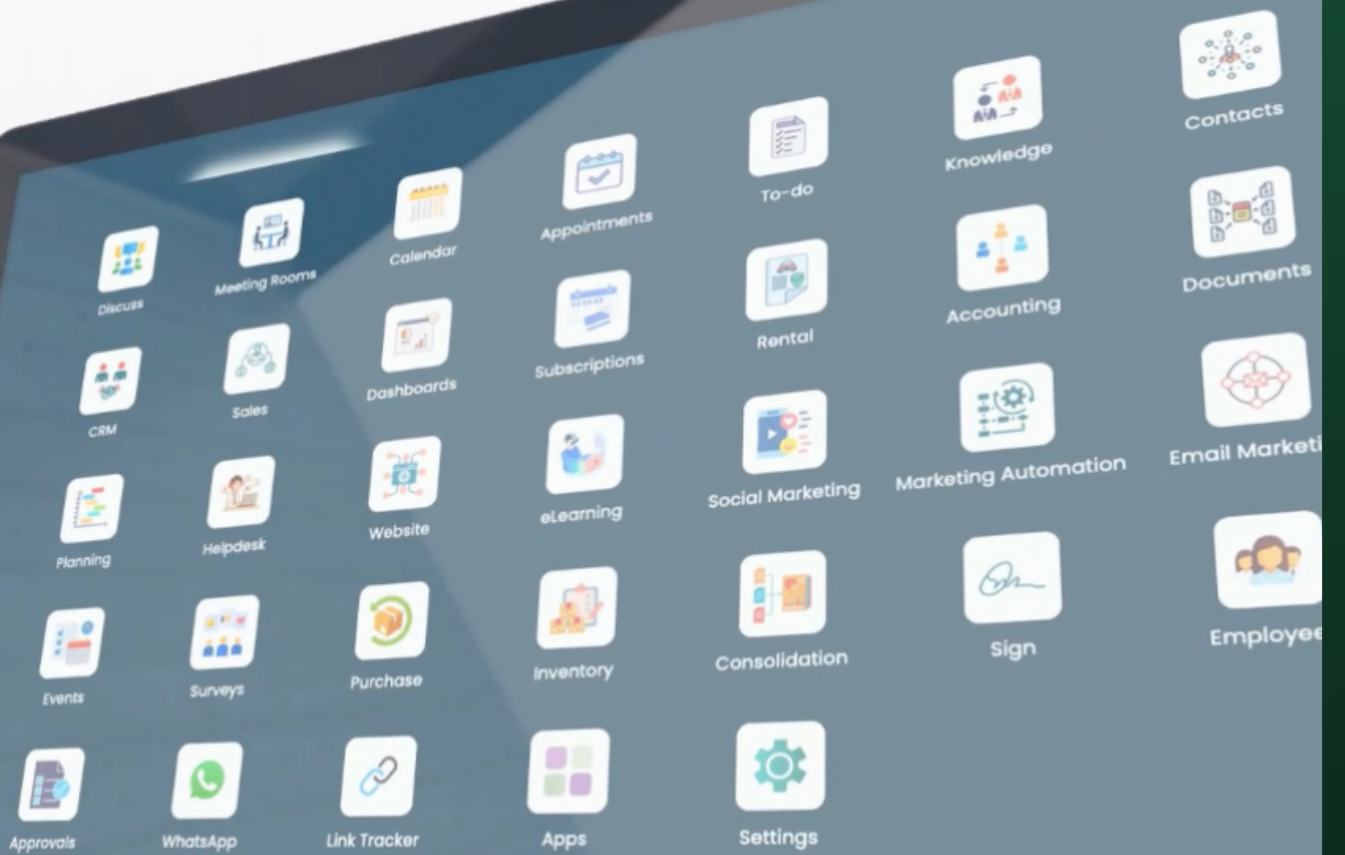 Discuss
Meeting Rooms
Calendar
Appointments
To-do
Knowledge
Contacts
CRM
Sales
Dashboards
Subscriptions
Rental
Accounting
Documents
Planning
Helpdesk
Website
eLearning
Social Marketing
Marketing Automation
Email Marketi
Events
Surveys
Purchase
Inventory
Consolidation
Sign
Employee
Approvals
WhatsApp
Link Tracker
Apps
Settings